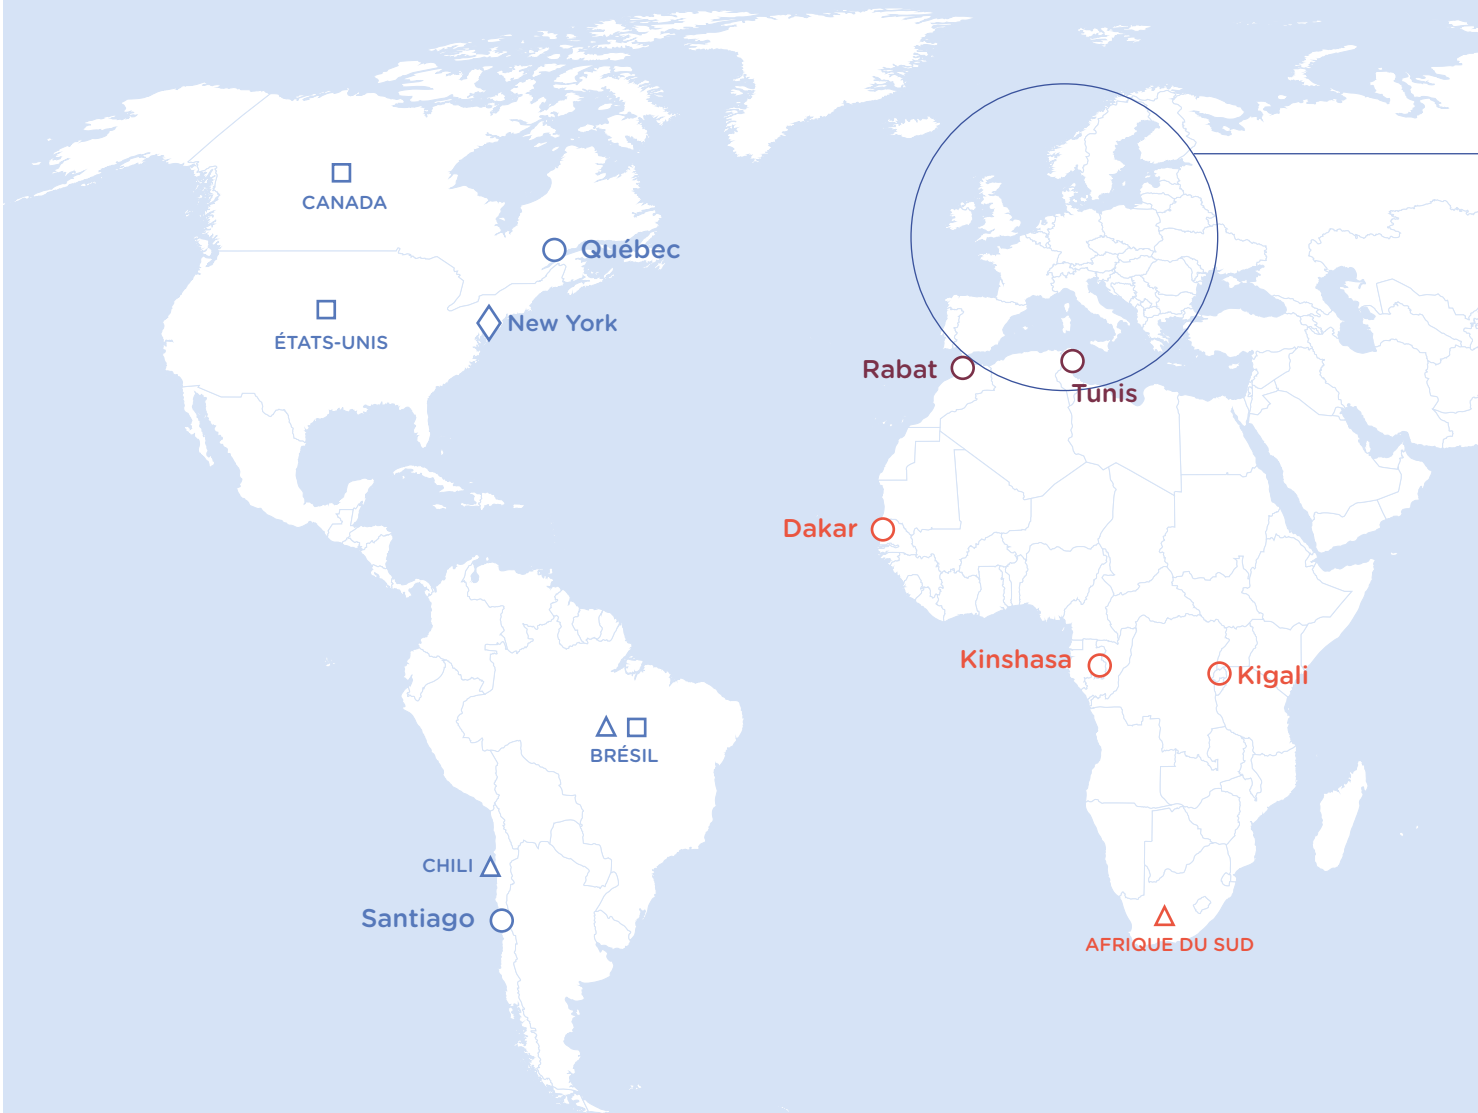 CANADA
Québec
New York
ÉTATS-UNIS
Rabat
Tunis
Dakar
Kinshasa
Kigali
BRÉSIL
CHILI
Santiago
AFRIQUE DU SUD